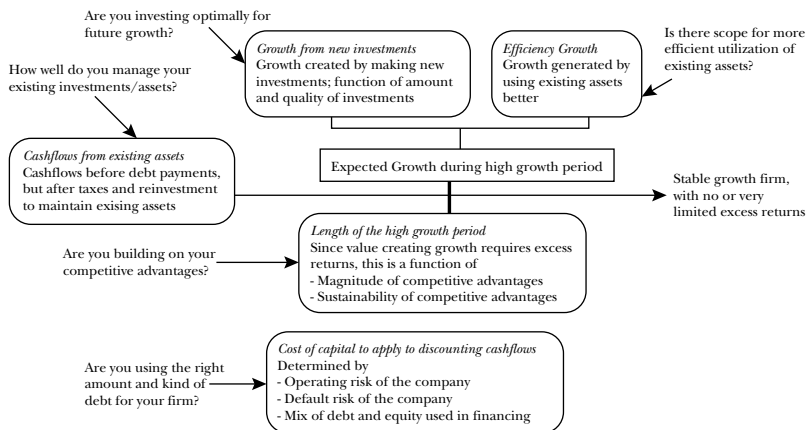 Are you investing optimally for
future growth?
Growth from new investments
Growth created by making new
investments; function of amount
and quality of investments
Efficiency Growth
Growth generated by
using existing assets
better
Is there scope for more
efficient utilization of
existing assets?
How well do you manage your
existing investments/assets?
Cashflows from existing assets
Cashflows before debt payments,
but after taxes and reinvestment
to maintain exising assets
Expected Growth during high growth period
Stable growth firm,
with no or very
limited excess returns
Length of the high growth period
Since value creating growth requires excess
returns, this is a function of
- Magnitude of competitive advantages
- Sustainability of competitive advantages
Are you building on your
competitive advantages?
Cost of capital to apply to discounting cashflows
Determined by
- Operating risk of the company
- Default risk of the company
- Mix of debt and equity used in financing
Are you using the right
amount and kind of
debt for your firm?